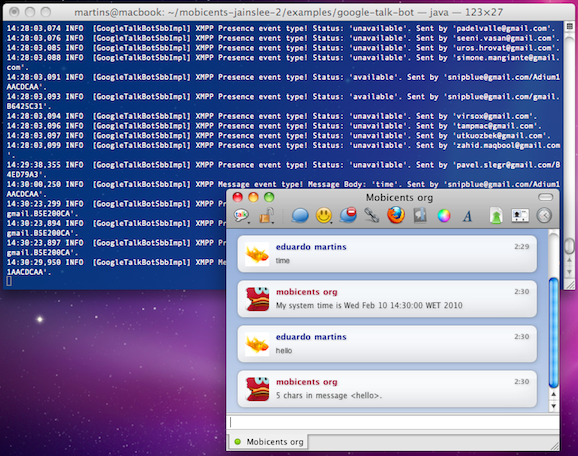 martins@macbook: ~/mobicents-jainslee-2/examples/google-talk-bot — java — 123×27
14:28:03,074 INFO [GoogleTalkBotSbbImpl] XMPP Presence event type! Status: 'unavailable'. Sent by 'padelvalle@gmail.com'.
14:28:03,076 INFO [GoogleTalkBotSbbImpl] XMPP Presence event type! Status: 'unavailable'. Sent by 'seeni.vasan@gmail.com'.
14:28:03,085 INFO [GoogleTalkBotSbbImpl] XMPP Presence event type! Status: 'unavailable'. Sent by 'uros.hrovat@gmail.com'.
14:28:03,088 INFO [GoogleTalkBotSbbImpl] XMPP Presence event type! Status: 'unavailable'. Sent by 'simone.mangiante@gmail.
com'.
14:28:03,091 INFO [GoogleTalkBotSbbImpl] XMPP Presence event type! Status: 'available'. Sent by 'snipblue@gmail.com/Adium1
AACDCAA'.
14:28:03,093 INFO [GoogleTalkBotSbbImpl] XMPP Presence event type! Status: 'available'. Sent by 'snipblue@gmail.com/gmail.
B6425C31'.
14:28:03,094 INFO [GoogleTalkBotSbbImpl] XMPP Presence event type! Status: 'unavailable'. Sent by 'virsox@gmail.com'.
14:28:03,096 INFO [GoogleTalkBotSbbImpl] XMPP Presence event type! Status: 'unavailable'. Sent by 'tampmac@gmail.com'.
14:28:03,097 INFO [GoogleTalkBotSbbImpl] XMPP Presence event type! Status: 'unavailable'. Sent by 'utkuozbek@gmail.com'.
14:28:03,099 INFO [GoogleTalkBotSbbImpl] XMPP Presence event type! Status: 'unavailable'. Sent by 'zahid.maqbool@gmail.com
'.
14:29:38,355 INFO [GoogleTalkBotSbbImpl] XMPP Presence event type! Status: 'unavailable'. Sent by 'pavel.slegr@gmail.com/B
4ED79A3'.
14:30:00,250 INFO [GoogleTalkBotSbbImpl] XMPP Message event type! Message Body: 'time'. Sent by 'snipblue@gmail.com/Adium1
AACDCAA'.
14:30:23,299 INFO [GoogleTalkBotSbbImpl] XMPP Pres
gmail.B5E200CA'.
14:30:23,894 INFO [GoogleTalkBotSbbImpl] XMPP Pres
gmail.B5E200CA'.
14:30:23,897 INFO [GoogleTalkBotSbbImpl] XMPP Pres
gmail.B5E200CA'.
14:30:29,950 INFO [GoogleTalkBotSbbImpl] XMPP Me
1AACDCAA'.
Mobicents org
eduardo martins 2:29
time
mobicents org 2:30
My system time is Wed Feb 10 14:30:00 WET 2010
eduardo martins 2:30
hello
mobicents org 2:30
5 chars in message <hello>.
Mobicents org